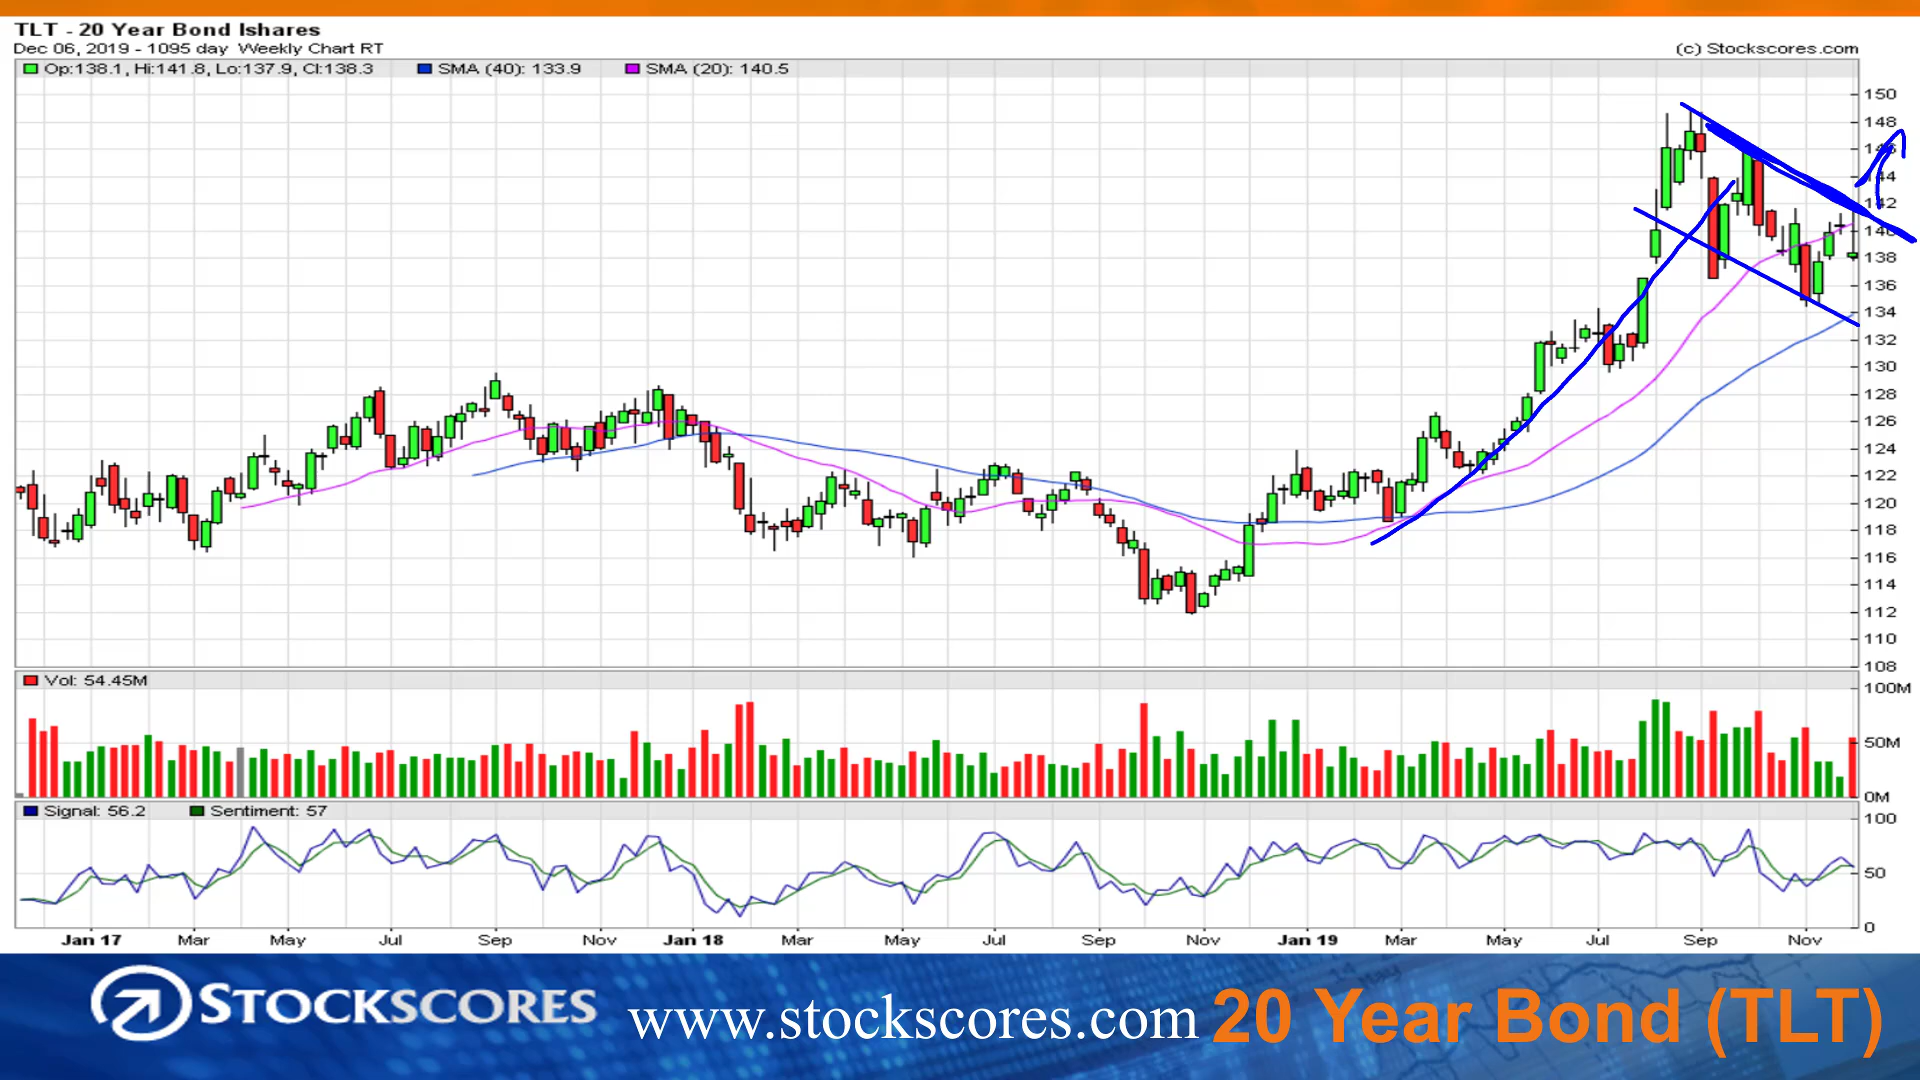 TLT - 20 Year Bond Ishares
Dec 06, 2019 - 1095 day Weekly Chart RT
(c) Stockscores.com
Op:138.1, Hi:141.8, Lo:137.9, Cl:138.3 SMA (40): 133.9 SMA (20): 140.5
150
148
146
144
142
140
138
136
134
132
130
128
126
124
122
120
118
116
114
112
110
108
Vol: 54.45M
100M
50M
0M
Signal: 56.2 Sentiment: 57
100
50
0
Jan 17 Mar May Jul Sep Nov Jan 18 Mar May Jul Sep Nov Jan 19 Mar May Jul Sep Nov
STOCKSCORES www.stockscores.com 20 Year Bond (TLT)